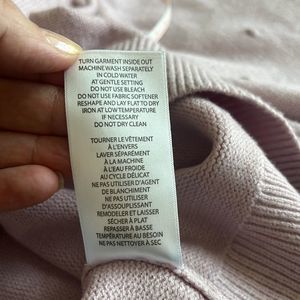 TURN GARMENT INSIDE OUT
MACHINE WASH SEPARATELY
IN COLD WATER
AT GENTLE SETTING
DO NOT USE BLEACH
DO NOT USE FABRIC SOFTENER
RESHAPE AND LAY FLAT TO DRY
IRON AT LOW TEMPERATURE
IF NECESSARY
DO NOT DRY CLEAN
TOURNER LE VÊTEMENT
À L'ENVERS
LAVER SÉPARÉMENT
À LA MACHINE
À L'EAU FROIDE
AU CYCLE DÉLICAT
NE PAS UTILISER D'AGENT
DE BLANCHIMENT
NE PAS UTILISER
D'ASSOUPLISSANT
REMODELER ET LAISSER
SÉCHER À PLAT
REPASSER À BASSE
TEMPÉRATURE AU BESOIN
NE PAS NETTOYER À SEC